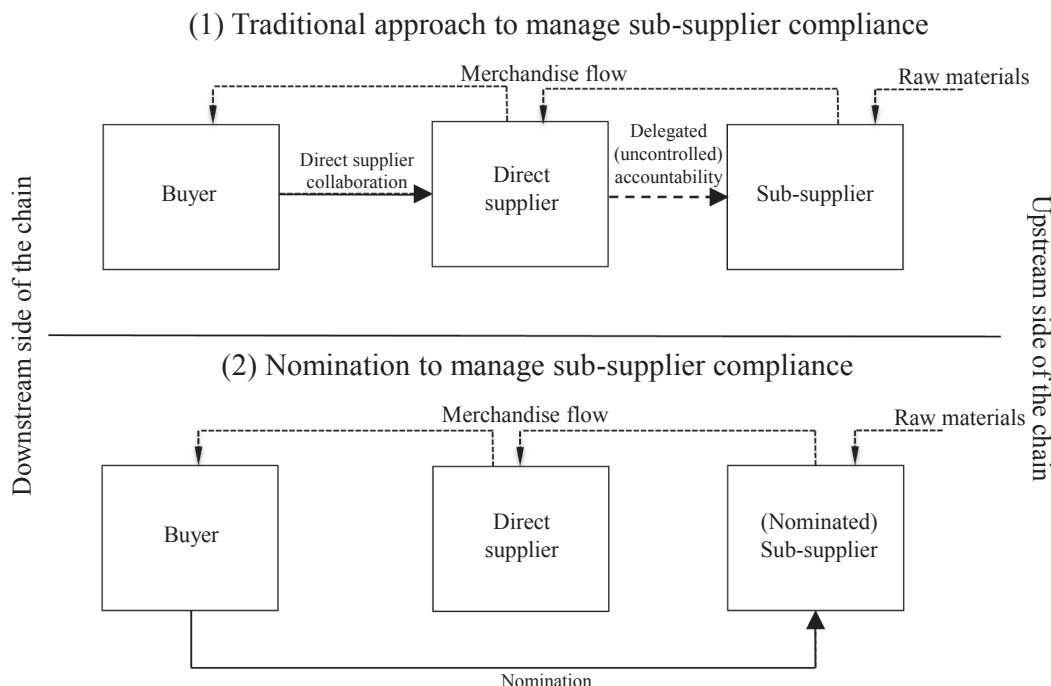 (1) Traditional approach to manage sub-supplier compliance
Merchandise flow
Raw materials
Buyer
Direct supplier
collaboration
Direct
supplier
Delegated
(uncontrolled)
accountability
Sub-supplier
Downstream side of the chain
Upstream side of the chain
(2) Nomination to manage sub-supplier compliance
Merchandise flow
Raw materials
Buyer
Direct
supplier
(Nominated)
Sub-supplier
Nomination